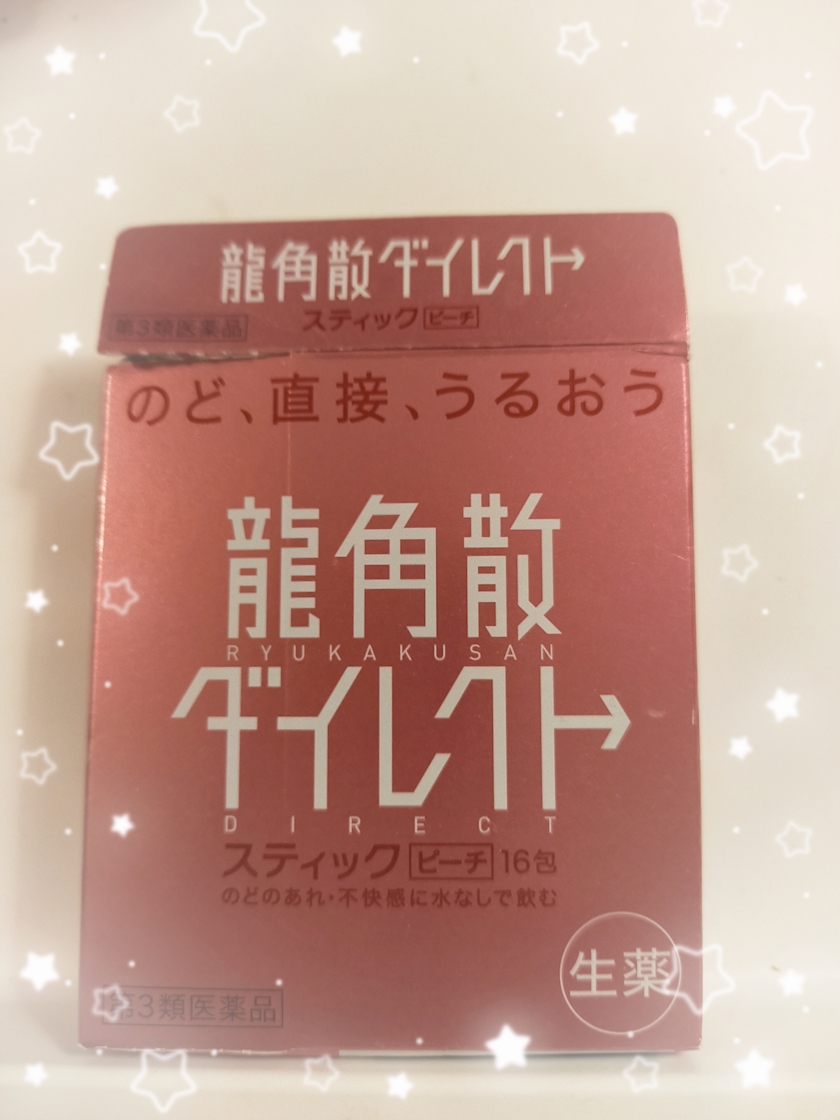 龍角散ダイレクト
スティック ピーチ
第3類医薬品
のど、直接、うるおう
龍角散
RYUKAKUSAN
ダイレクト
DIRECT
スティック ピーチ 16包
のどのあれ・不快感に水なしで飲む
生薬
第3類医薬品